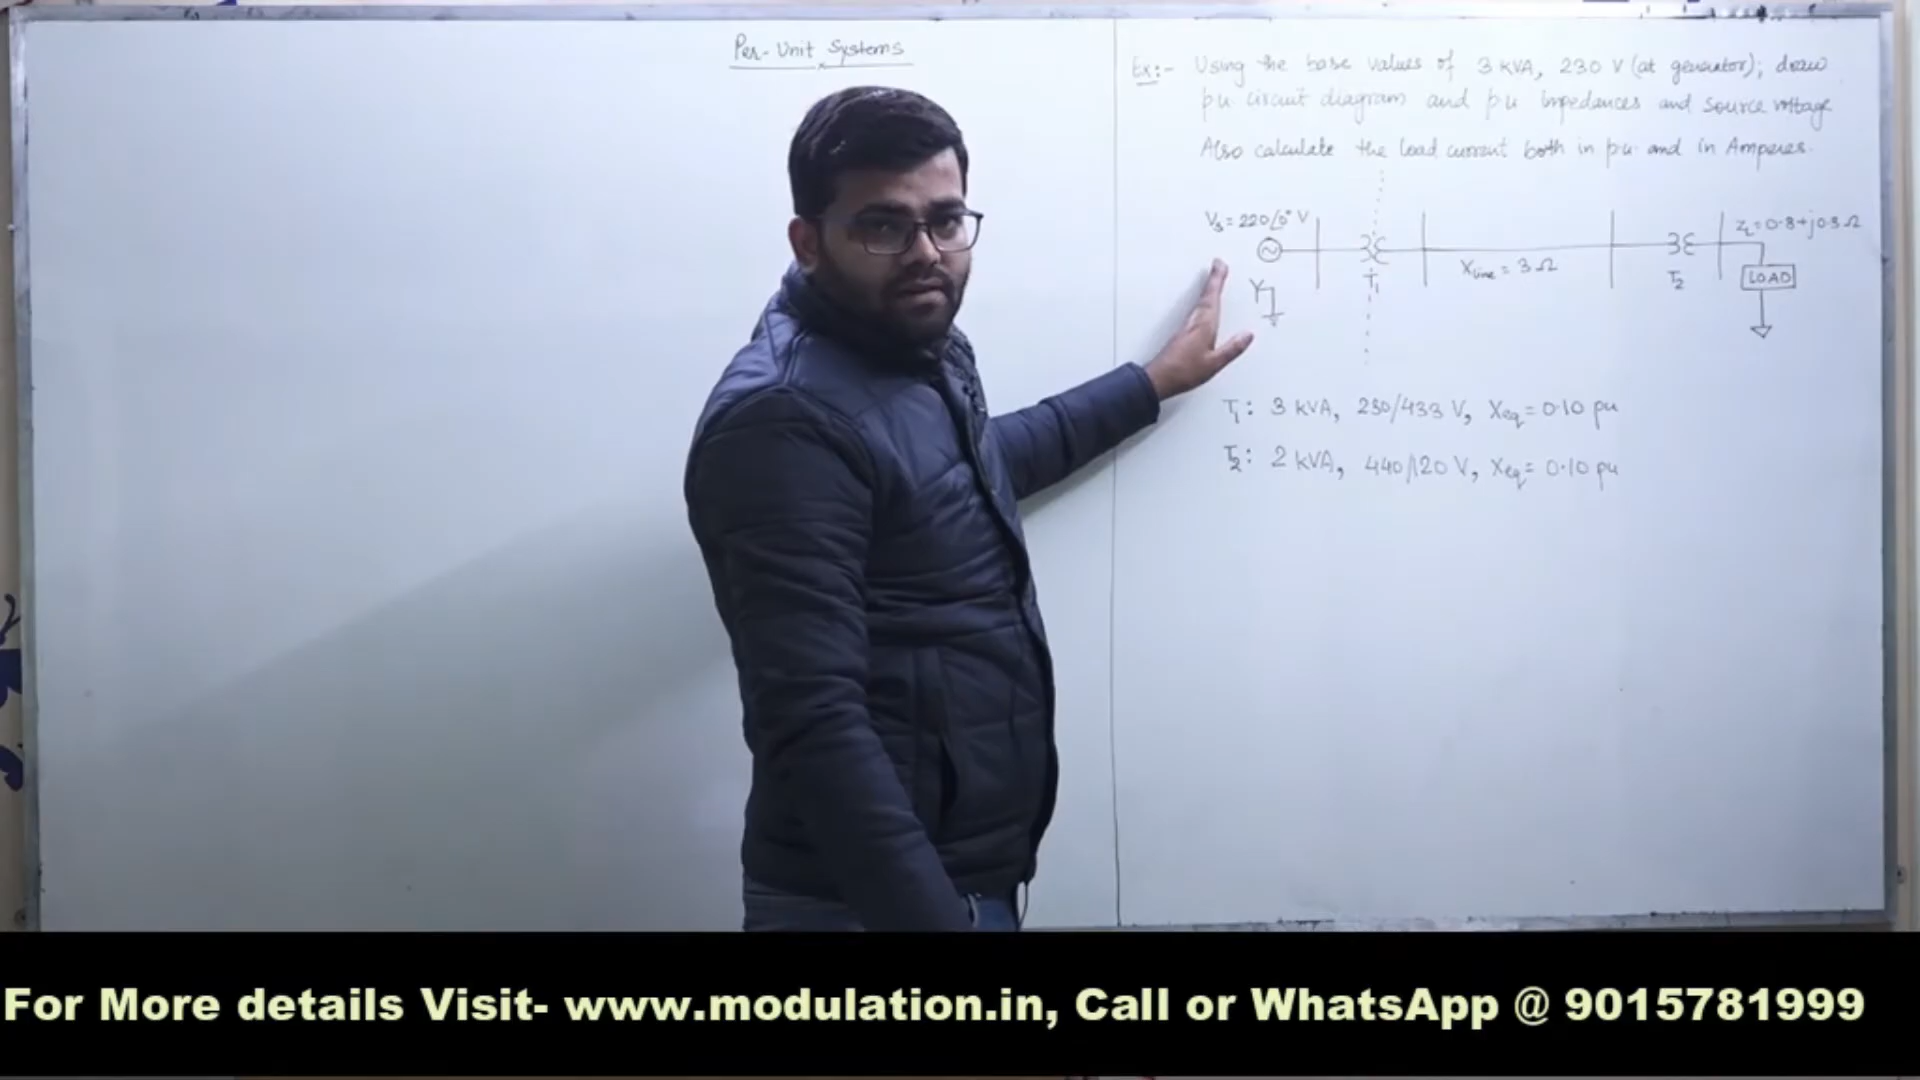 Per-Unit Systems
Ex:- Using the base values of 3 KVA, 230 V (at generator); draw
pu circuit diagram and pu impedances and source voltage
Also calculate the load current both in pu and in Amperes.
Vs = 220∠0° V
ZL = 0.8+j0.3 Ω
T1
Xline = 3 Ω
T2
LOAD
T1: 3 KVA, 230/433 V, Xeq = 0.10 pu
T2: 2 KVA, 440/120 V, Xeq = 0.10 pu
For More details Visit- www.modulation.in, Call or WhatsApp @ 9015781999